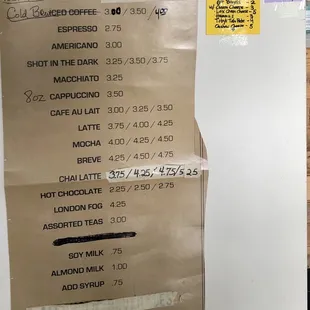 Cold Brew ICED COFFEE 3.00 / 3.50 / 4.25
ESPRESSO 2.75
AMERICANO 3.00
SHOT IN THE DARK 3.25 / 3.50 / 3.75
MACCHIATO 3.25
8oz CAPPUCCINO 3.50
CAFE AU LAIT 3.00 / 3.25 / 3.50
LATTE 3.75 / 4.00 / 4.25
MOCHA 4.00 / 4.25 / 4.50
BREVE 4.25 / 4.50 / 4.75
CHAI LATTE 3.75 / 4.25 / 4.75 / 5.25
HOT CHOCOLATE 2.25 / 2.50 / 2.75
LONDON FOG 4.25
ASSORTED TEAS 3.00
SOY MILK .75
ALMOND MILK 1.00
ADD SYRUP .75